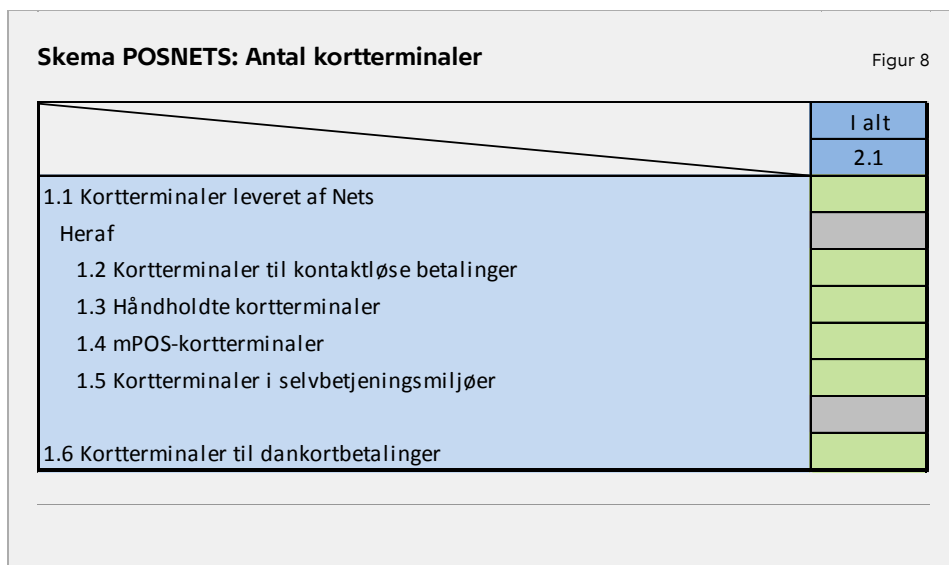 Skema POSNETS: Antal kortterminaler Figur 8
I alt
2.1
1.1 Kortterminaler leveret af Nets
Heraf
1.2 Kortterminaler til kontaktløse betalinger
1.3 Håndholdte kortterminaler
1.4 mPOS-kortterminaler
1.5 Kortterminaler i selvbetjeningsmiljøer
1.6 Kortterminaler til dankortbetalinger